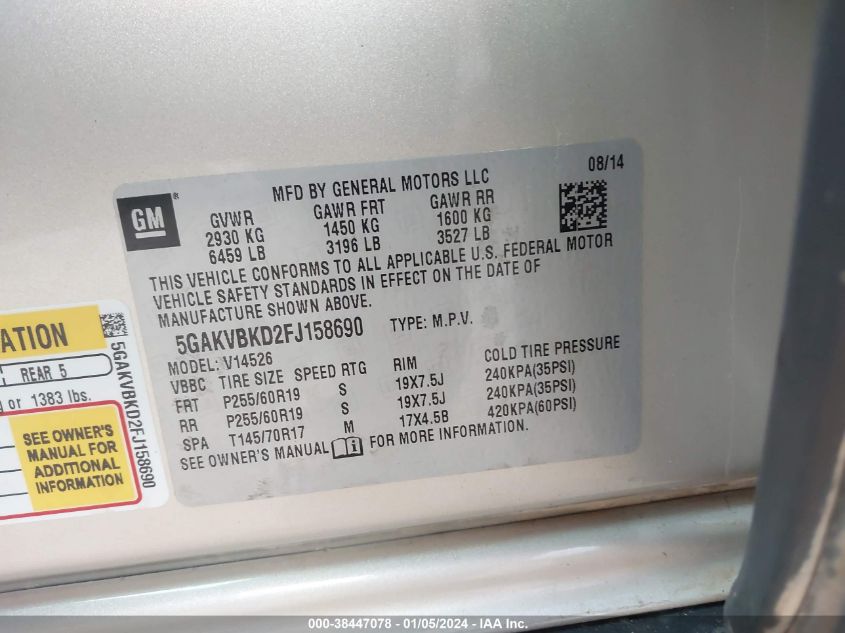 MFD BY GENERAL MOTORS LLC 08/14
GM ®
GVWR GAWR FRT GAWR RR
2930 KG 1450 KG 1600 KG
6459 LB 3196 LB 3527 LB
THIS VEHICLE CONFORMS TO ALL APPLICABLE U.S. FEDERAL MOTOR
VEHICLE SAFETY STANDARDS IN EFFECT ON THE DATE OF
MANUFACTURE SHOWN ABOVE.
5GAKVBKD2FJ158690 TYPE: M.P.V.
MODEL: V14526
VBBC TIRE SIZE SPEED RTG RIM COLD TIRE PRESSURE
FRT P255/60R19 S 19X7.5J 240KPA(35PSI)
RR P255/60R19 S 19X7.5J 240KPA(35PSI)
SPA T145/70R17 M 17X4.5B 420KPA(60PSI)
SEE OWNER'S MANUAL FOR MORE INFORMATION.
ATION
REAR 5
or 1383 lbs.
SEE OWNER'S
MANUAL FOR
ADDITIONAL
INFORMATION
5GAKVBKD2FJ158690
000-38447078 - 01/05/2024 - IAA Inc.